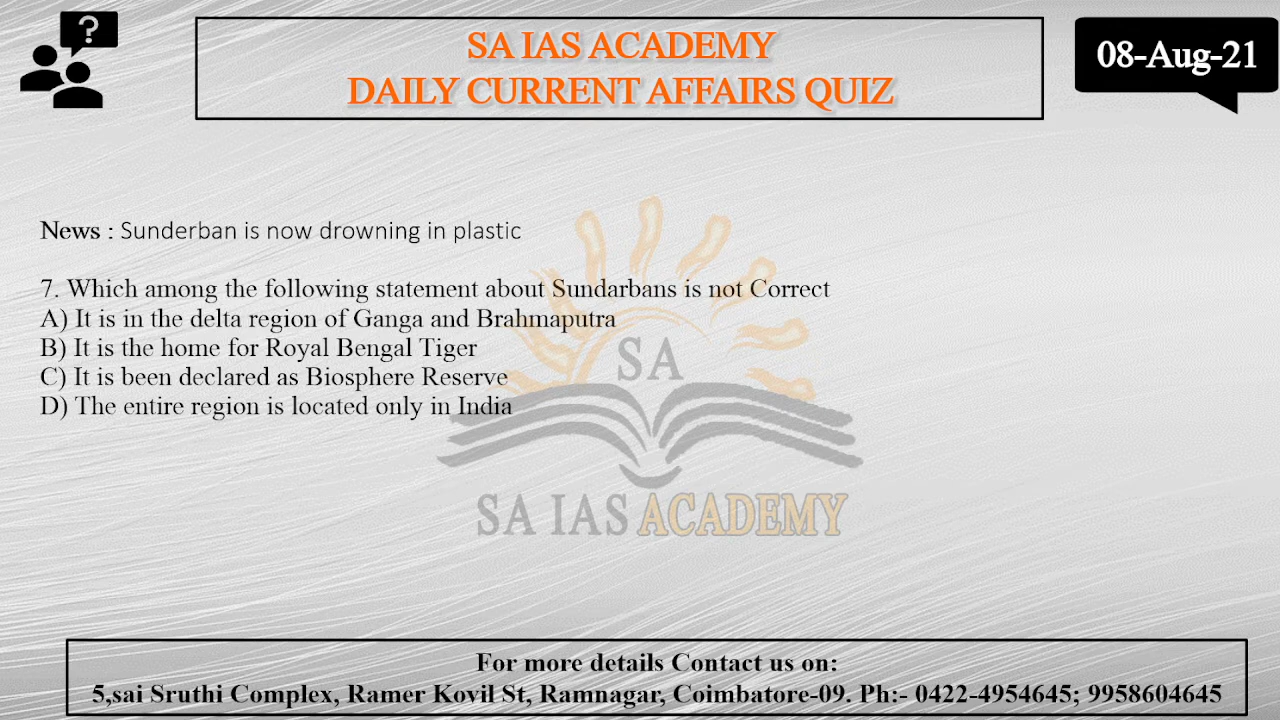 ?
SA IAS ACADEMY
DAILY CURRENT AFFAIRS QUIZ
08-Aug-21
News : Sunderban is now drowning in plastic
7. Which among the following statement about Sundarbans is not Correct
A) It is in the delta region of Ganga and Brahmaputra
B) It is the home for Royal Bengal Tiger
C) It is been declared as Biosphere Reserve
D) The entire region is located only in India
SA
SA IAS ACADEMY
For more details Contact us on:
5,sai Sruthi Complex, Ramer Kovil St, Ramnagar, Coimbatore-09. Ph:- 0422-4954645; 9958604645